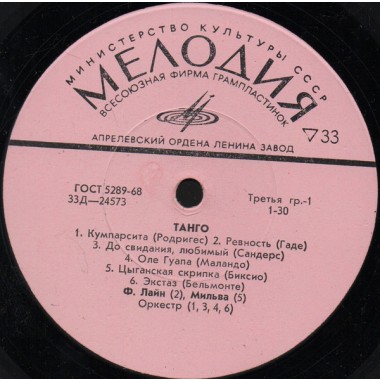 МИНИСТЕРСТВО КУЛЬТУРЫ СССР
МЕЛОДИЯ
ВСЕСОЮЗНАЯ ФИРМА ГРАМПЛАСТИНОК
▽33
АПРЕЛЕВСКИЙ ОРДЕНА ЛЕНИНА ЗАВОД
ГОСТ 5289-68
33Д—24573
Третья гр.-1
1-30
ТАНГО
1. Кумпарсита (Родригес) 2. Ревность (Гаде)
3. До свидания, любимый (Сандерс)
4. Оле Гуапа (Маландо)
5. Цыганская скрипка (Биксио)
6. Экстаз (Бельмонте)
Ф. Лайн (2), Мильва (5)
Оркестр (1, 3, 4, 6)